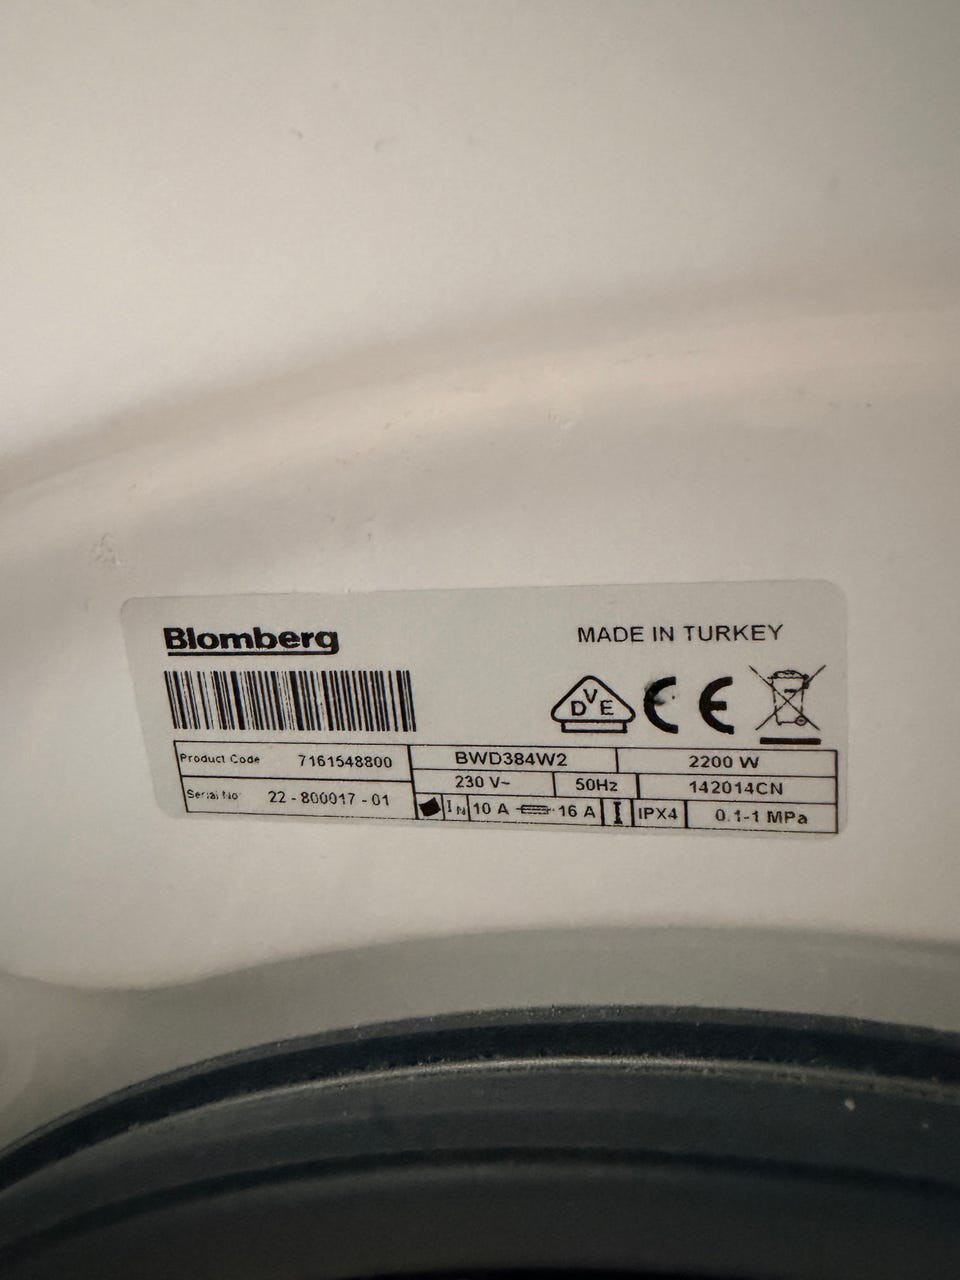 Blomberg
MADE IN TURKEY
DVE
CE
Product Code 7161548800
Serial No 22 - 800017 - 01
BWD384W2 2200 W
230 V~ 50Hz 142014CN
IN 10 A 16 A IPX4 0.1-1 MPa